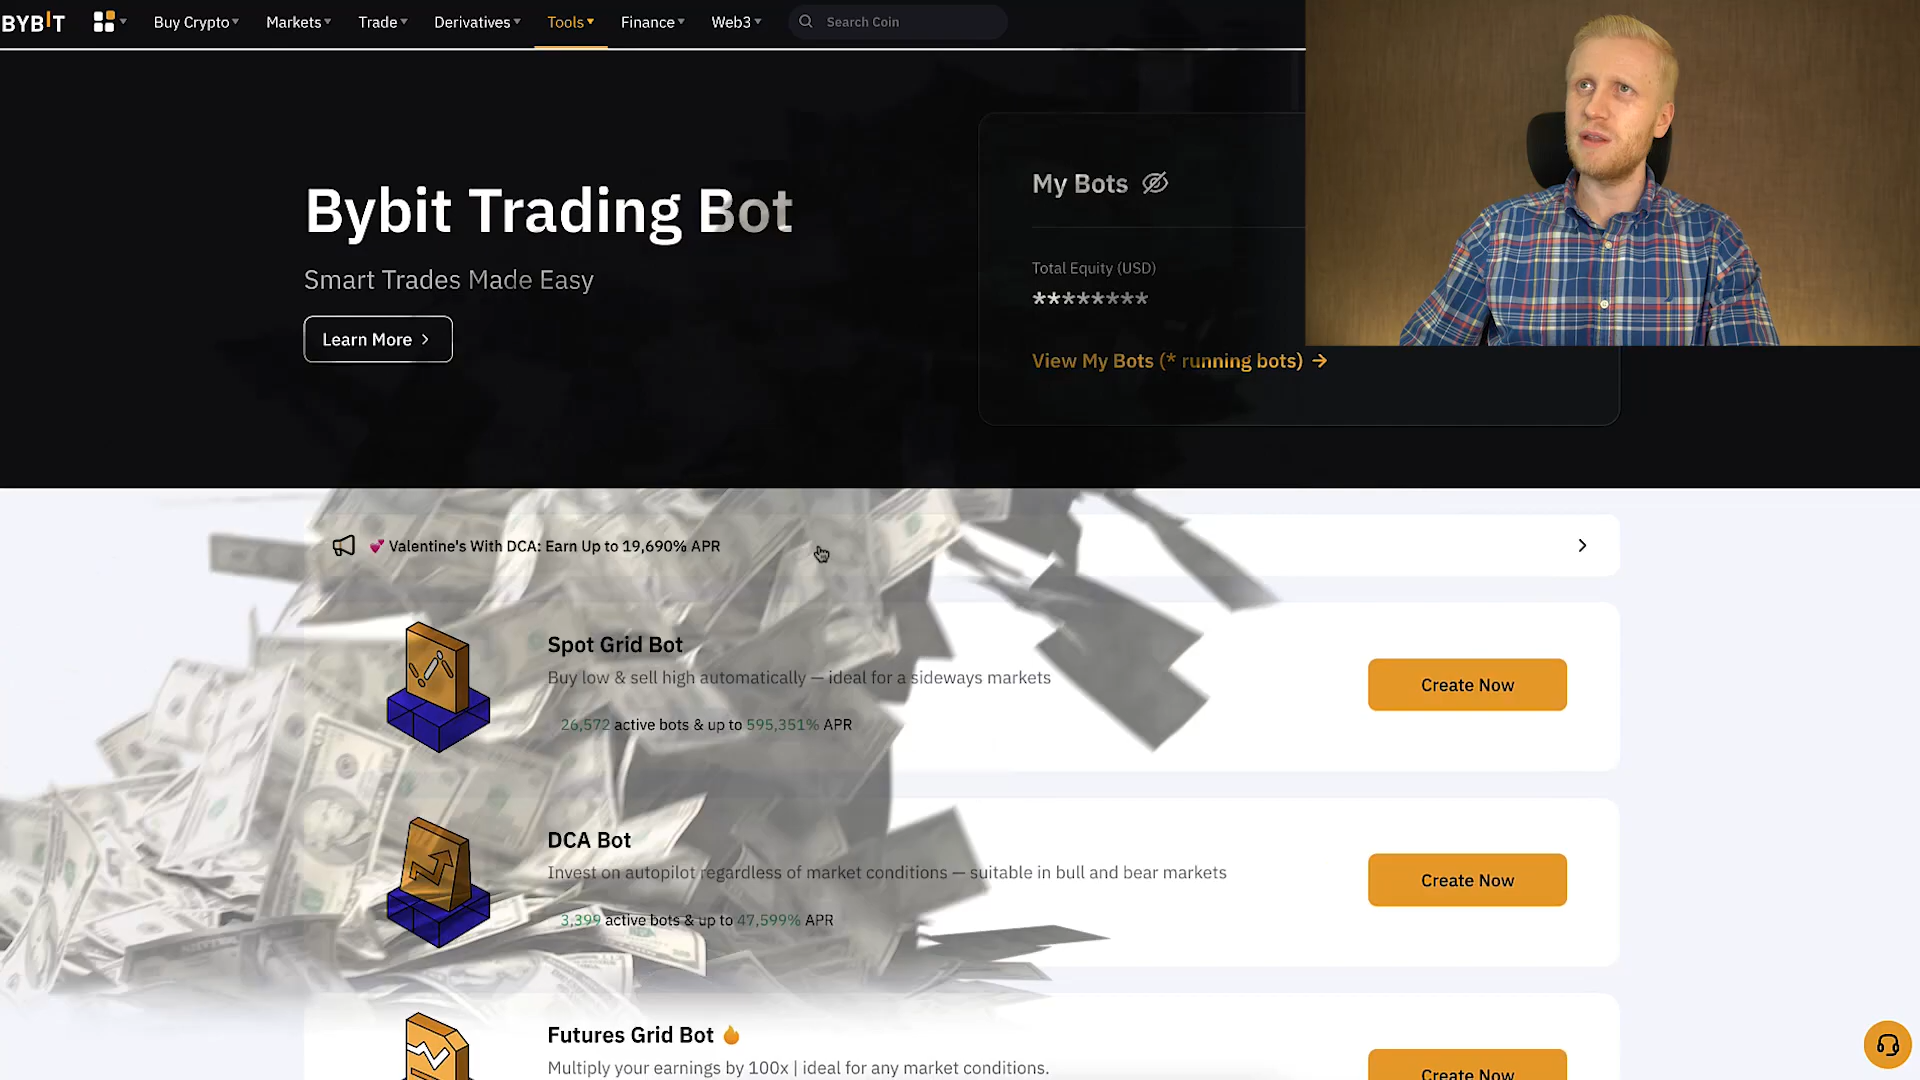 BYBIT
Buy Crypto Markets Trade Derivatives Tools Finance Web3 Search Coin
Bybit Trading Bot
Smart Trades Made Easy
Learn More
My Bots
Total Equity (USD)
********
View My Bots (* running bots) →
💕 Valentine's With DCA: Earn Up to 19,690% APR
Spot Grid Bot
Buy low & sell high automatically — ideal for a sideways markets
26,572 active bots & up to 595,351% APR
Create Now
DCA Bot
Invest on autopilot regardless of market conditions — suitable in bull and bear markets
3,399 active bots & up to 47,599% APR
Create Now
Futures Grid Bot 🔥
Multiply your earnings by 100x | ideal for any market conditions.
Create Now